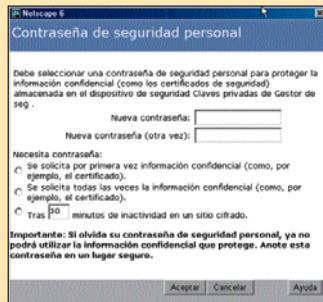 Netscape 6
Contraseña de seguridad personal
Debe seleccionar una contraseña de seguridad personal para proteger la
información confidencial (como los certificados de seguridad)
almacenada en el dispositivo de seguridad Claves privadas de Gestor de
seg .
Nueva contraseña:
Nueva contraseña (otra vez):
Necesita contraseña:
Se solicita por primera vez información confidencial (como, por
ejemplo, el certificado).
Se solicita todas las veces la información confidencial (como, por
ejemplo, el certificado).
Tras 30 minutos de inactividad en un sitio cifrado.
Importante: Si olvida su contraseña de seguridad personal, ya no
podrá utilizar la información confidencial que protege. Anote esta
contraseña en un lugar seguro.
Aceptar Cancelar Ayuda